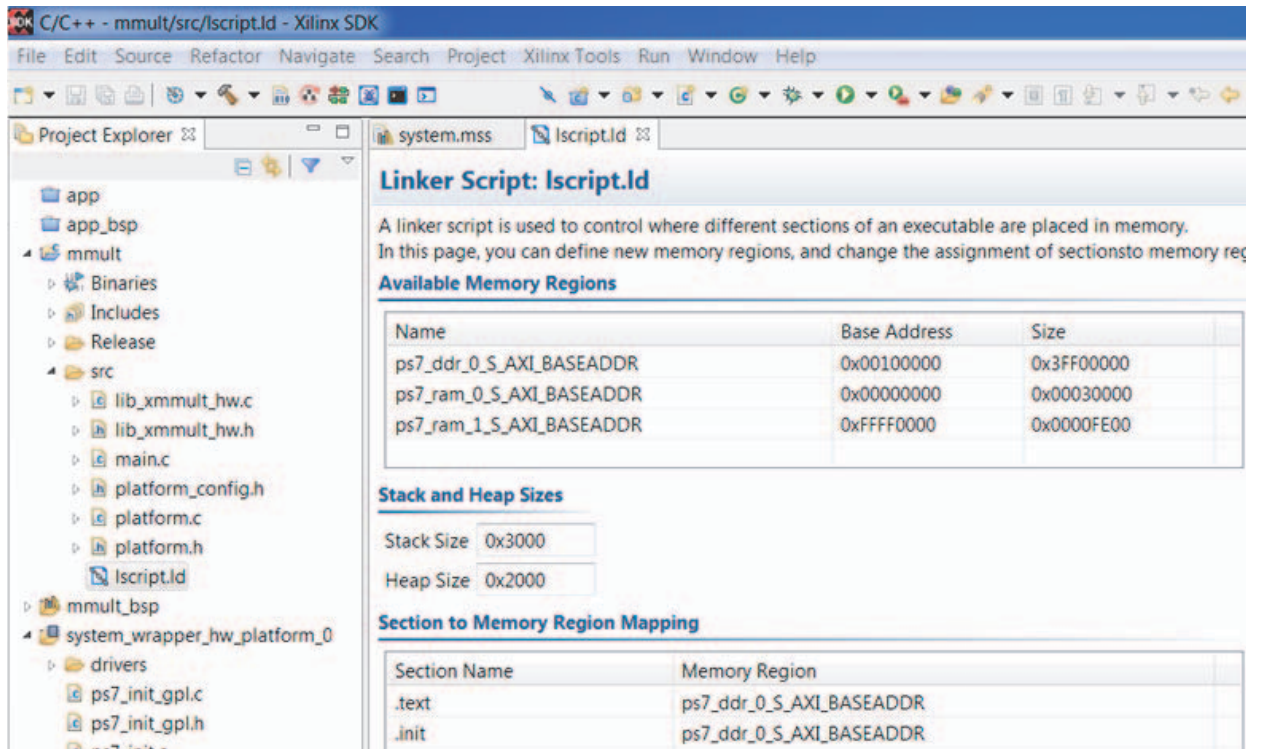 C/C++ - mmult/src/lscript.ld - Xilinx SDK
File Edit Source Refactor Navigate Search Project Xilinx Tools Run Window Help
Project Explorer
system.mss
lscript.ld
app
app_bsp
mmult
Binaries
Includes
Release
src
lib_xmmult_hw.c
lib_xmmult_hw.h
main.c
platform_config.h
platform.c
platform.h
lscript.ld
mmult_bsp
system_wrapper_hw_platform_0
drivers
ps7_init_gpl.c
ps7_init_gpl.h
Linker Script: lscript.ld
A linker script is used to control where different sections of an executable are placed in memory.
In this page, you can define new memory regions, and change the assignment of sectionsto memory reg
Available Memory Regions
Name Base Address Size
ps7_ddr_0_S_AXI_BASEADDR 0x00100000 0x3FF00000
ps7_ram_0_S_AXI_BASEADDR 0x00000000 0x00030000
ps7_ram_1_S_AXI_BASEADDR 0xFFFF0000 0x0000FE00
Stack and Heap Sizes
Stack Size 0x3000
Heap Size 0x2000
Section to Memory Region Mapping
Section Name Memory Region
.text ps7_ddr_0_S_AXI_BASEADDR
.init ps7_ddr_0_S_AXI_BASEADDR